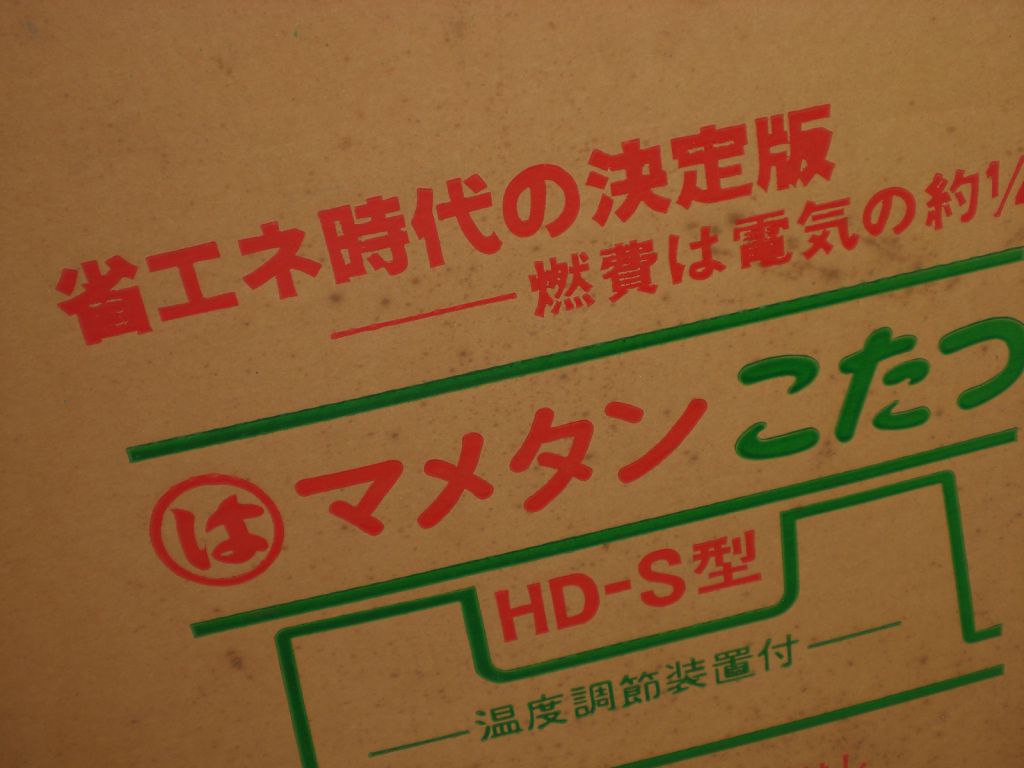 省エネ時代の決定版
燃費は電気の約1/
はマメタンこたつ
HD-S型
温度調節装置付